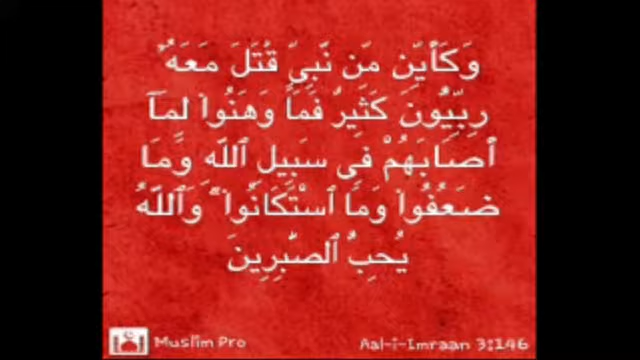 وَكَأَيِّن مِّن نَّبِيٍّ قُتِلَ مَعَهُۥ
رِبِّيُّونَ كَثِيرٌ فَمَا وَهَنُوا۟ لِمَآ
أَصَابَهُمْ فِى سَبِيلِ ٱللَّهِ وَمَا
ضَعُفُوا۟ وَمَا ٱسْتَكَانُوا۟ ۗ وَٱللَّهُ
يُحِبُّ ٱلصَّٰبِرِينَ
Muslim Pro
Aal-i-Imraan 3:146